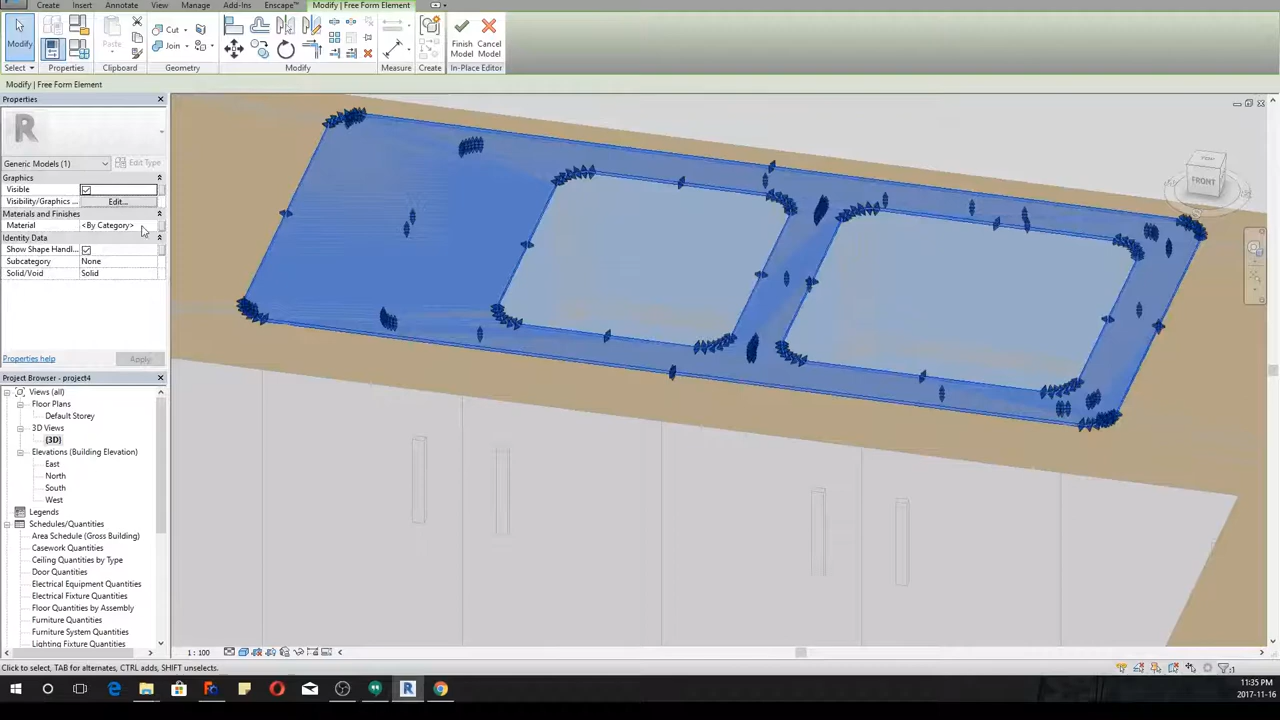 Create Annotate View Manage Add-Ins Enscape™ Modify | Free Form Element
Modify
Paste
Cut
Join
Finish Model
Cancel Model
Select Properties Clipboard Geometry Modify Measure Create In-Place Editor
Modify | Free Form Element
Properties
R
Generic Models (1) Edit Type
Graphics
Visible
Visibility/Graphics ... Edit...
Materials and Finishes
Material <By Category>
Identity Data
Show Shape Handl...
Subcategory None
Solid/Void Solid
Properties help Apply
Project Browser - project4
Views (all)
Floor Plans
Default Storey
3D Views
{3D}
Elevations (Building Elevation)
East
North
South
West
Legends
Schedules/Quantities
Area Schedule (Gross Building)
Casework Quantities
Ceiling Quantities by Type
Door Quantities
Electrical Equipment Quantities
Electrical Fixture Quantities
Floor Quantities by Assembly
Furniture Quantities
Furniture System Quantities
Lighting Fixture Quantities
TOP
FRONT
1 : 100
Click to select, TAB for alternates, CTRL adds, SHIFT unselects.
:1
11:35 PM
2017-11-16